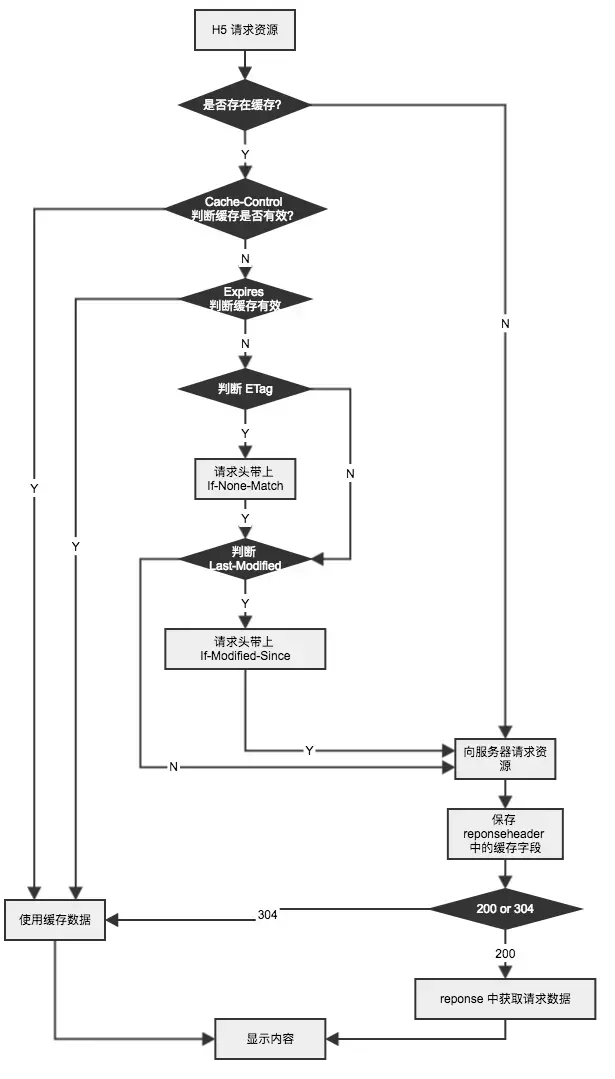 H5 请求资源
是否存在缓存?
Y
Cache-Control
判断缓存是否有效?
N
Expires
判断缓存有效
N
N
判断 ETag
Y
请求头带上
If-None-Match
N
Y
Y
判断
Last-Modified
Y
Y
请求头带上
If-Modified-Since
Y
N
向服务器请求资
源
保存
reponseheader
中的缓存字段
200 or 304
304
使用缓存数据
200
reponse 中获取请求数据
显示内容